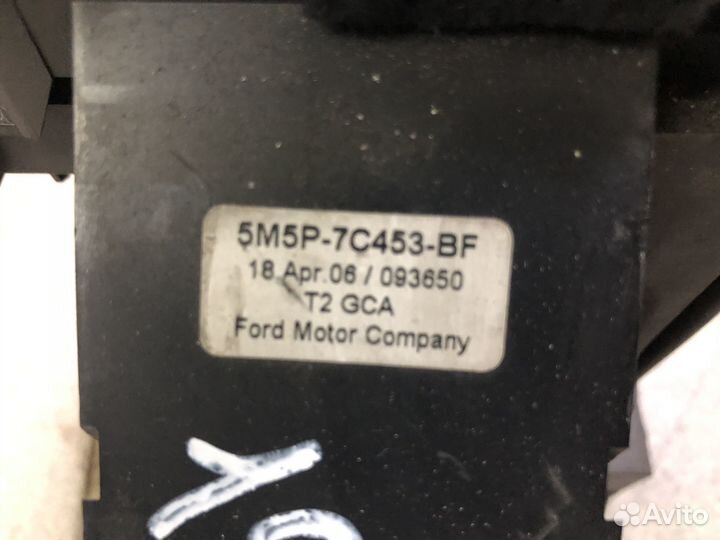 5M5P-7C453-BF
18 Apr.06 / 093650
T2 GCA
Ford Motor Company
Avito